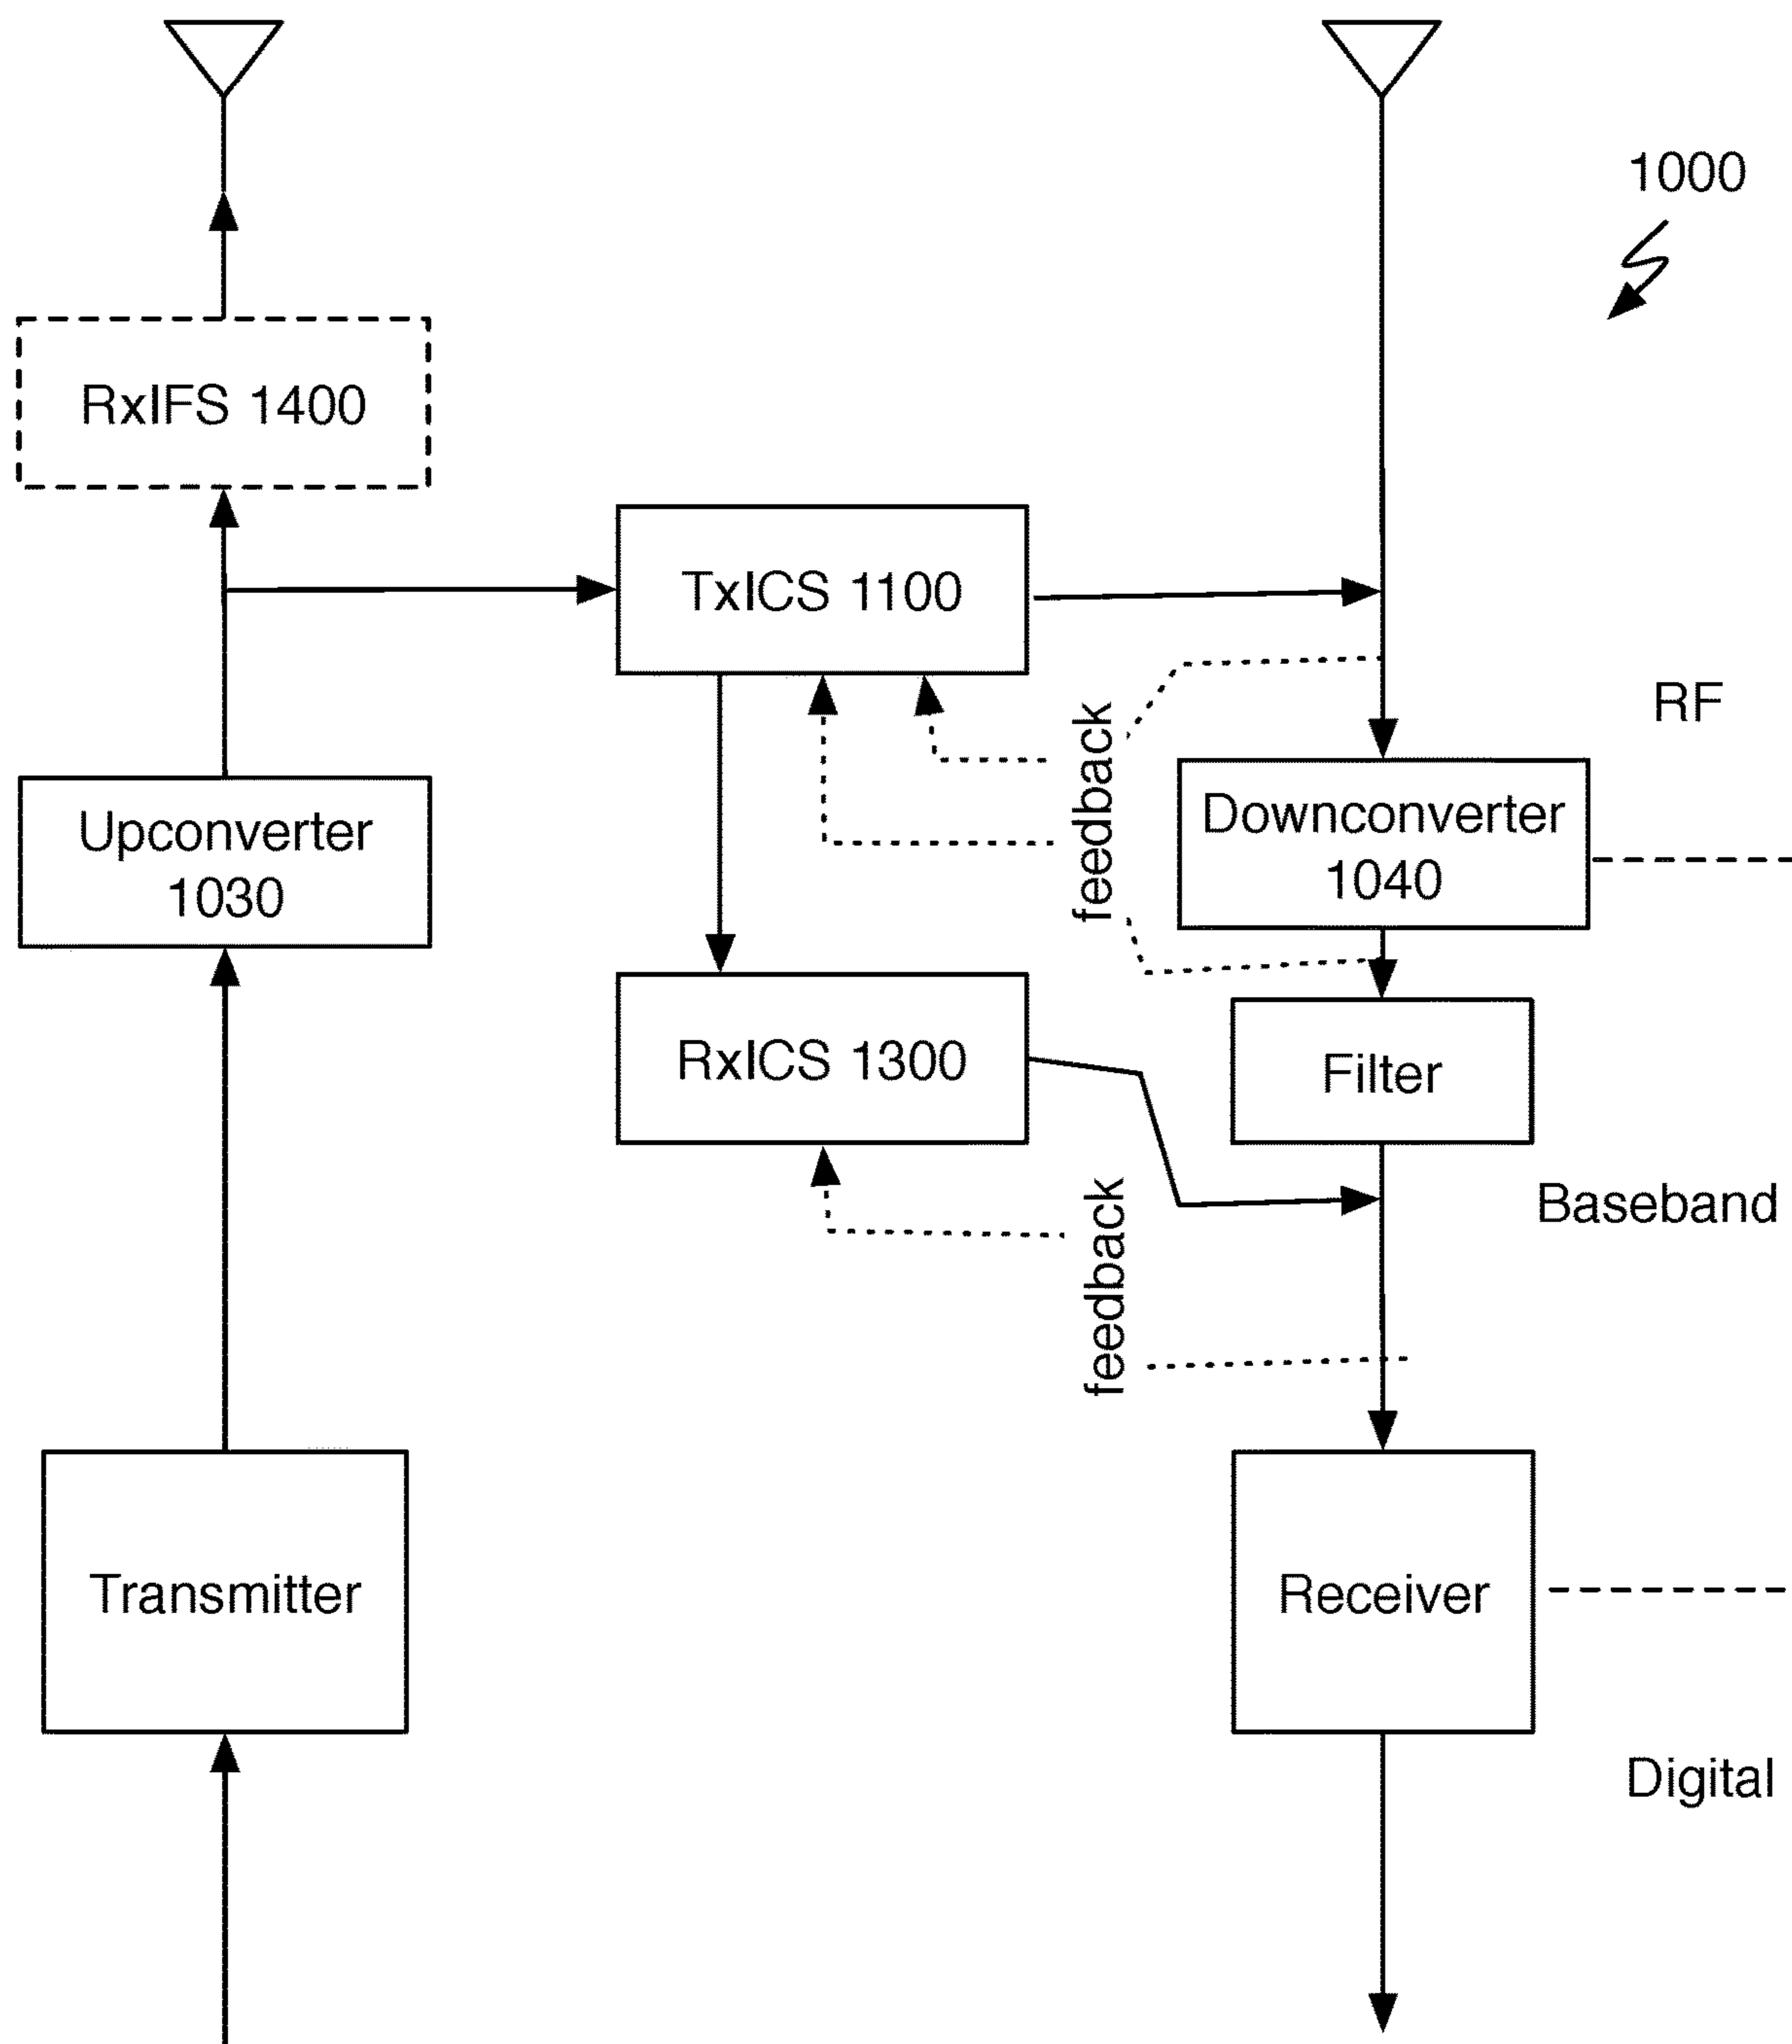 1000
RxIFS 1400
TxICS 1100
RF
feedback
Upconverter
1030
Downconverter
1040
RxICS 1300
Filter
Baseband
feedback
Transmitter
Receiver
Digital